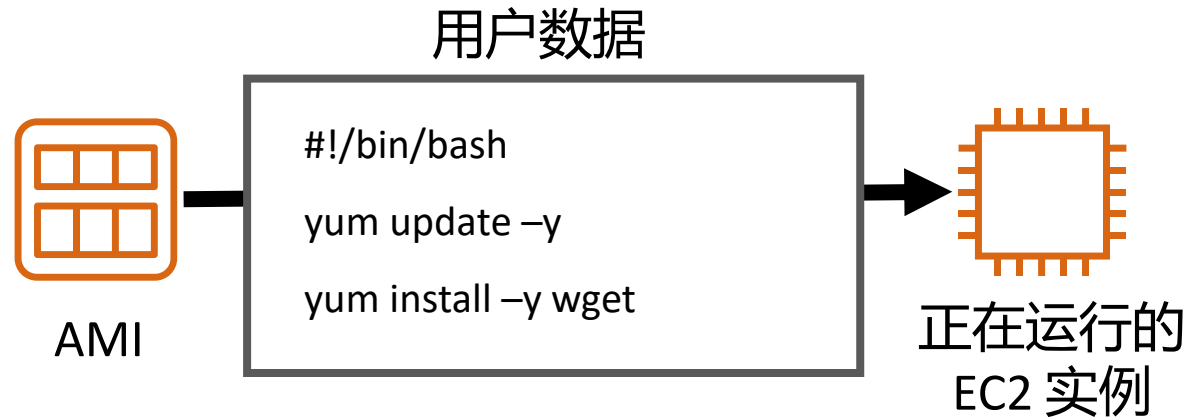 用户数据
#!/bin/bash
yum update –y
yum install –y wget
AMI
正在运行的
EC2 实例